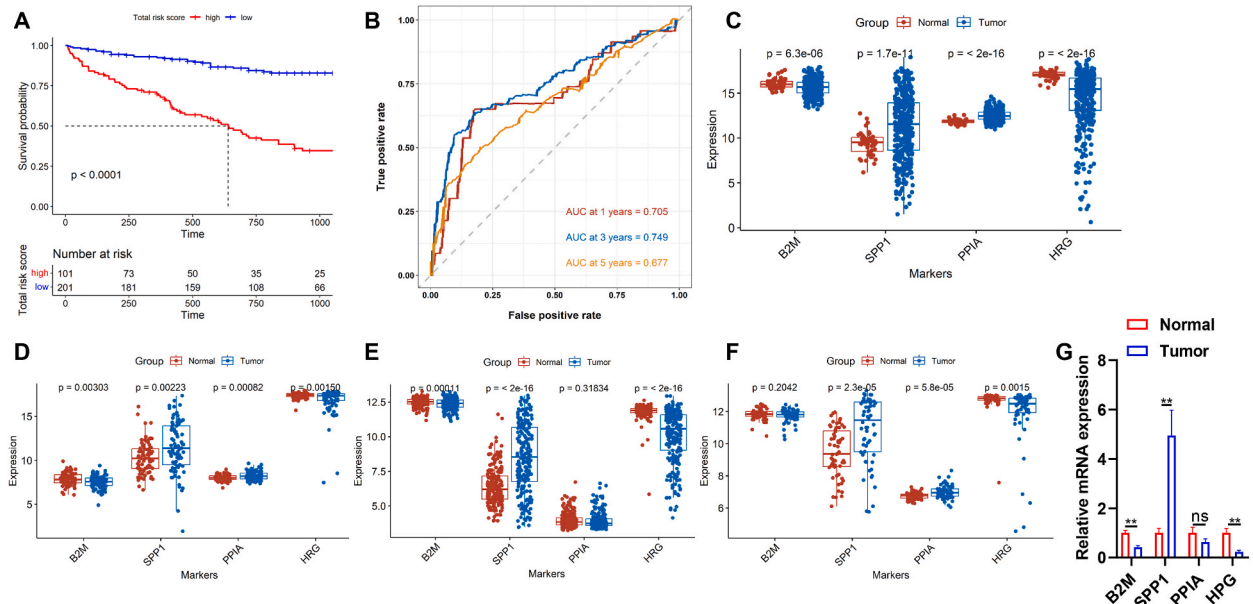 A
Total risk score high low
1.00
0.75
0.50
0.25
0.00
Survival probability
p < 0.0001
0 250 500 750 1000
Time
Number at risk
Total risk score
high 101 73 50 35 25
low 201 181 159 108 66
0 250 500 750 1000
Time
B
1.00
0.75
0.50
0.25
0.00
True positive rate
AUC at 1 years = 0.705
AUC at 3 years = 0.749
AUC at 5 years = 0.677
0.00 0.25 0.50 0.75 1.00
False positive rate
C
Group Normal Tumor
p = 6.3e-06 p = 1.7e-11 p = < 2e-16 p = < 2e-16
15
10
5
0
Expression
B2M SPP1 PPIA HRG
Markers
D
Group Normal Tumor
p = 0.00303 p = 0.00223 p = 0.00082 p = 0.00150
15
10
5
Expression
B2M SPP1 PPIA HRG
Markers
E
Group Normal Tumor
p = 0.00011 p = < 2e-16 p = 0.31834 p = < 2e-16
12.5
10.0
7.5
5.0
Expression
B2M SPP1 PPIA HRG
Markers
F
Group Normal Tumor
p = 0.2042 p = 2.3e-05 p = 5.8e-05 p = 0.0015
12
10
8
6
Expression
B2M SPP1 PPIA HRG
Markers
G
Normal
Tumor
8
6
4
2
0
Relative mRNA expression
** ** ns **
B2M SPP1 PPIA HPG